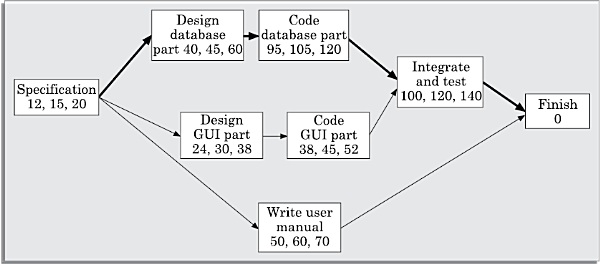 Design
database
part 40, 45, 60
Code
database part
95, 105, 120
Integrate
and test
100, 120, 140
Specification
12, 15, 20
Finish
0
Design
GUI part
24, 30, 38
Code
GUI part
38, 45, 52
Write user
manual
50, 60, 70